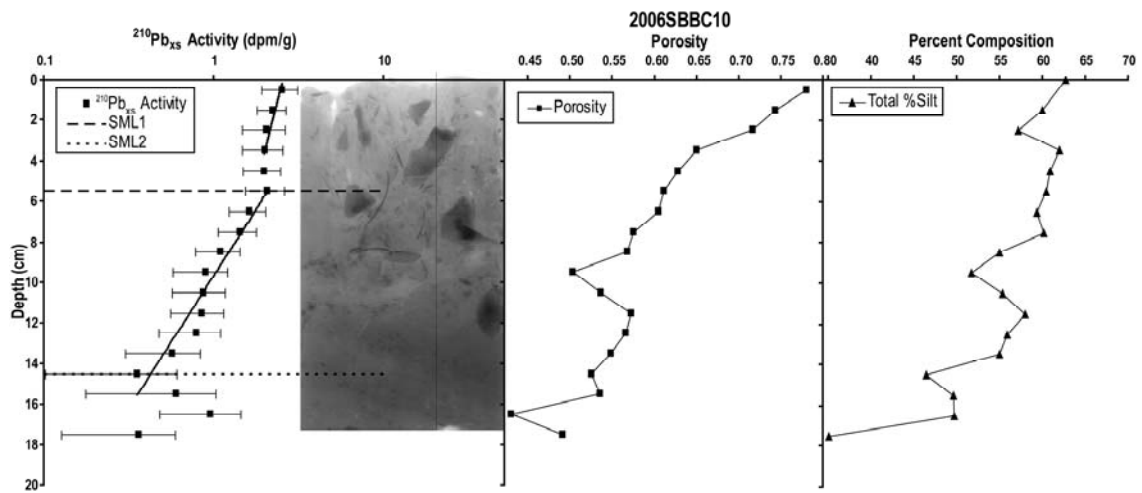 2006SBBC10
²¹⁰Pbxs Activity (dpm/g)
0.1 1 10
Porosity
0.45 0.50 0.55 0.60 0.65 0.70 0.75 0.80
Percent Composition
40 45 50 55 60 65 70
Depth (cm)
0
2
4
6
8
10
12
14
16
18
20
²¹⁰Pbxs Activity
SML1
SML2
Porosity
Total %Silt